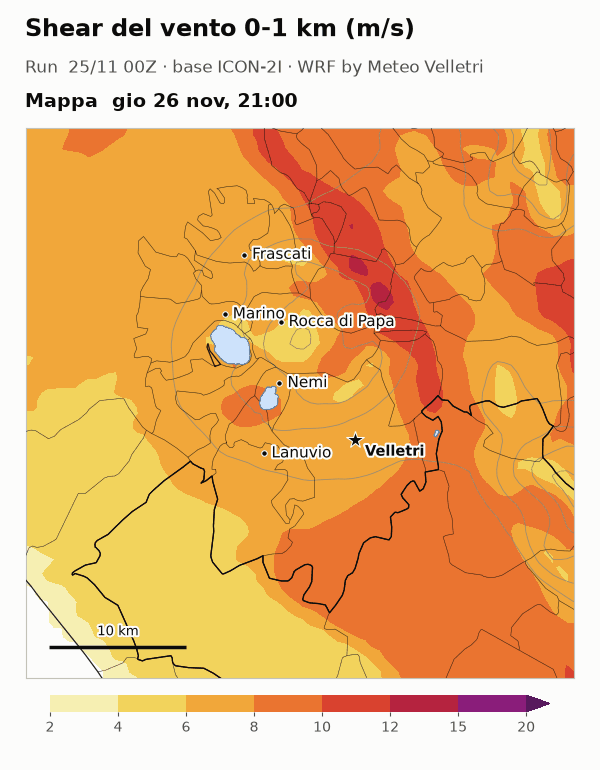 Shear del vento 0-1 km (m/s)
Run  25/11 00Z · base ICON-2I · WRF by Meteo Velletri
Mappa  gio 26 nov, 21:00
Frascati
Marino
Rocca di Papa
Nemi
Velletri
Lanuvio
10 km
2 4 6 8 10 12 15 20